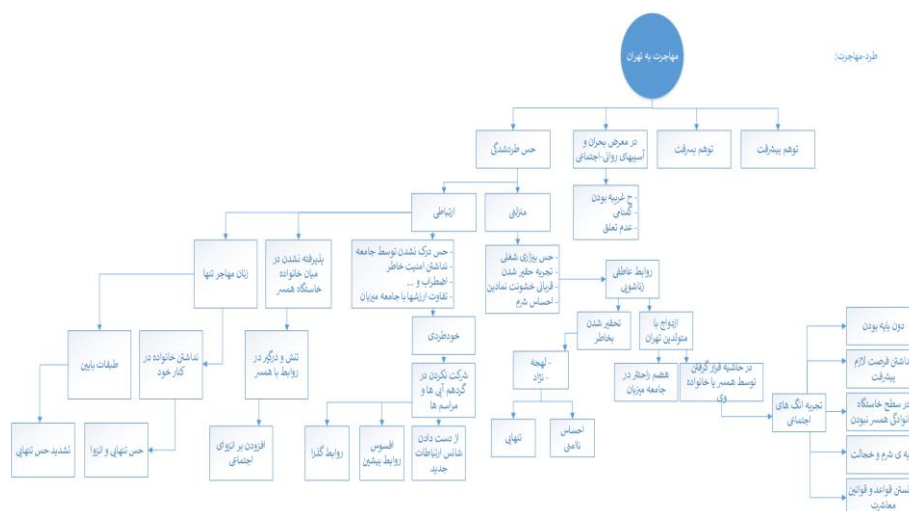 طرد-مهاجرت:
مهاجرت به تهران
توهم پیشرفت
توهم پسرفت
در معرض بحران و
آسیبهای روانی-اجتماعی
حس طردشدگی
- غریبه بودن
- گمنامی
- عدم تعلق
منزلتی
ارتباطی
- حس بیزاری شغلی
- تجربه حقیر شدن
- قربانی خشونت نمادین
- احساس شرم
- حس درک نشدن توسط جامعه
- نداشتن امنیت خاطر
- اضطراب و ...
- تفاوت ارزشها با جامعه میزبان
پذیرفته نشدن در
میان خانواده
خاستگاه همسر
زنان مهاجر تنها
روابط عاطفی
زناشویی
ازدواج با
متولدین تهران
تحقیر شدن
بخاطر
خودطردی
تنش و درگیر در
روابط با همسر
نداشتن خانواده در
کنار خود
طبقات پایین
در حاشیه قرار گرفتن
توسط همسر یا خانواده
وی
هضم راحتتر در
جامعه میزبان
- لهجه
- نژاد
شرکت نکردن در
گردهم آیی ها و
مراسم ها
تجربه انگ های
اجتماعی
دون پایه بودن
نداشتن فرصت لازم
پیشرفت
در سطح خاستگاه
خانوادگی همسر نبودن
ی شرم و خجالت
قواعد و قوانین
معاشرت
احساس
ناامنی
تنهایی
از دست دادن
شانس ارتباطات
جدید
افسوس
روابط پیشین
روابط گذرا
افزودن بر انزوای
اجتماعی
حس تنهایی و انزوا
تشدید حس تنهایی